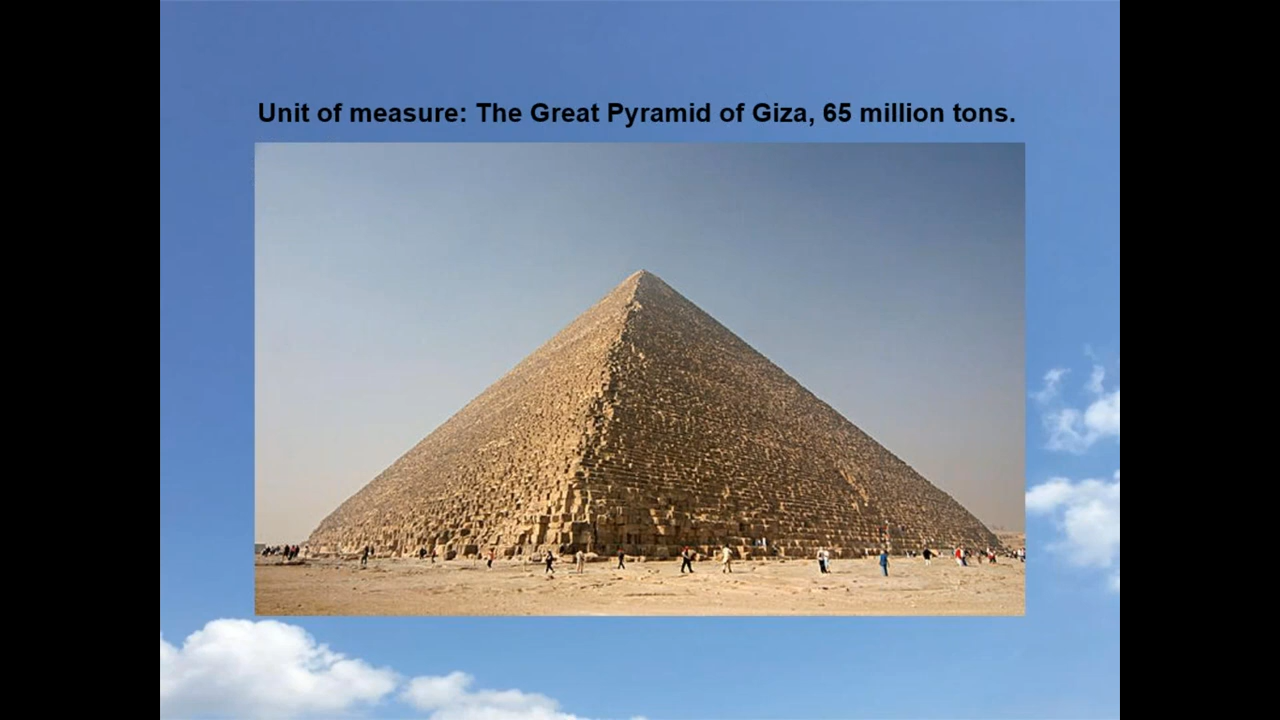 Unit of measure: The Great Pyramid of Giza, 65 million tons.